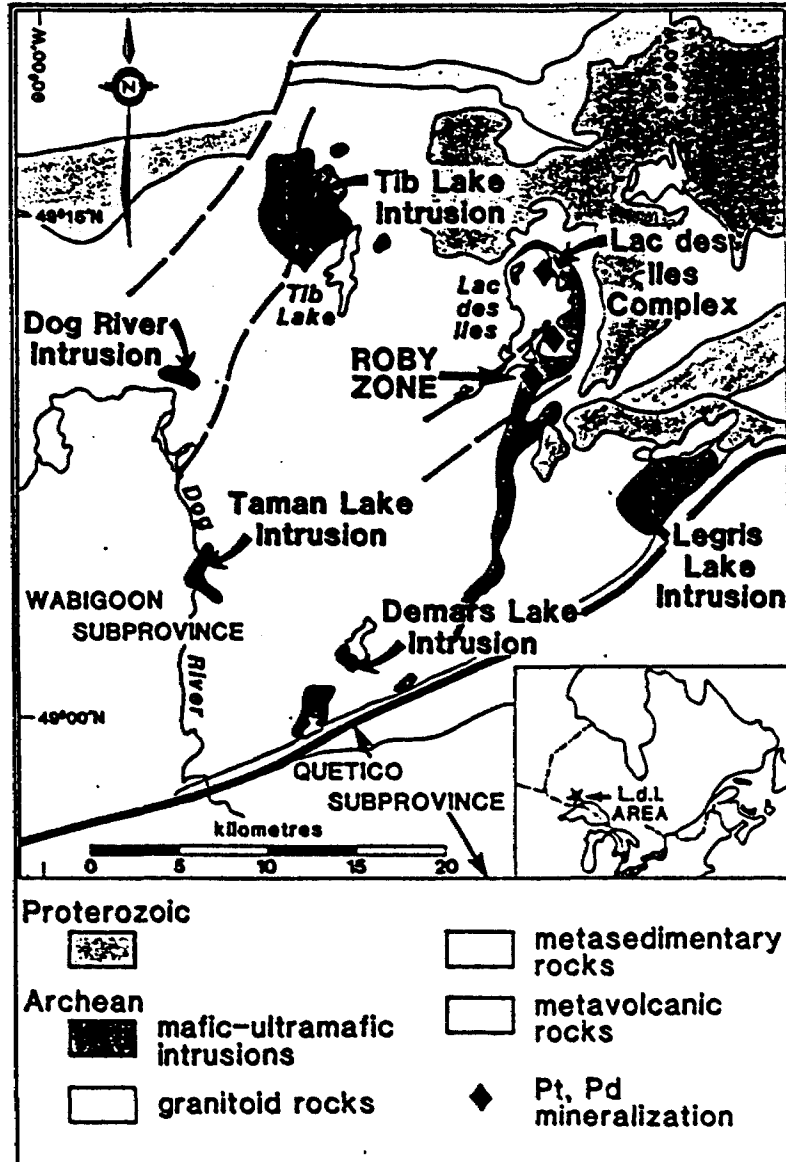 90°00'W
N
49°15'N
Tib Lake
Intrusion
Tib
Lake
Lac des
Iles
Complex
Lac
des
Iles
Dog River
Intrusion
ROBY
ZONE
Dog
River
Taman Lake
Intrusion
Legris
Lake
Intrusion
WABIGOON
SUBPROVINCE
Demars Lake
Intrusion
49°00'N
QUETICO
SUBPROVINCE
L.d.I.
AREA
kilometres
0 5 10 15 20
Proterozoic
Archean
mafic-ultramafic
intrusions
granitoid rocks
metasedimentary
rocks
metavolcanic
rocks
Pt, Pd
mineralization